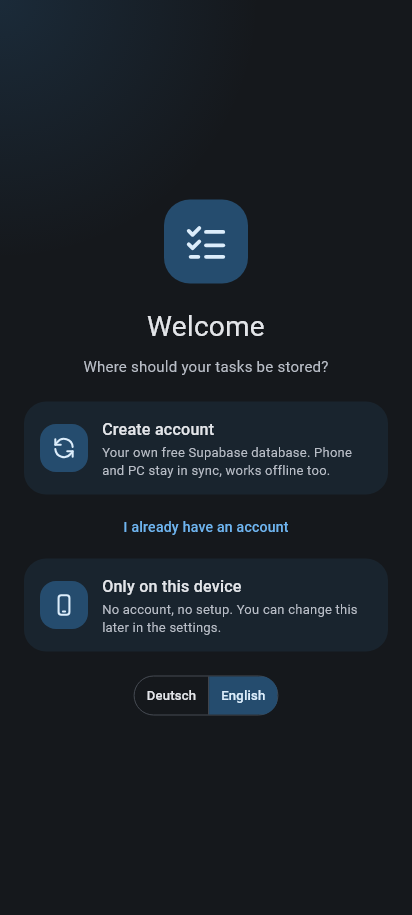 Welcome
Where should your tasks be stored?
Create account
Your own free Supabase database. Phone
and PC stay in sync, works offline too.
I already have an account
Only on this device
No account, no setup. You can change this
later in the settings.
Deutsch English